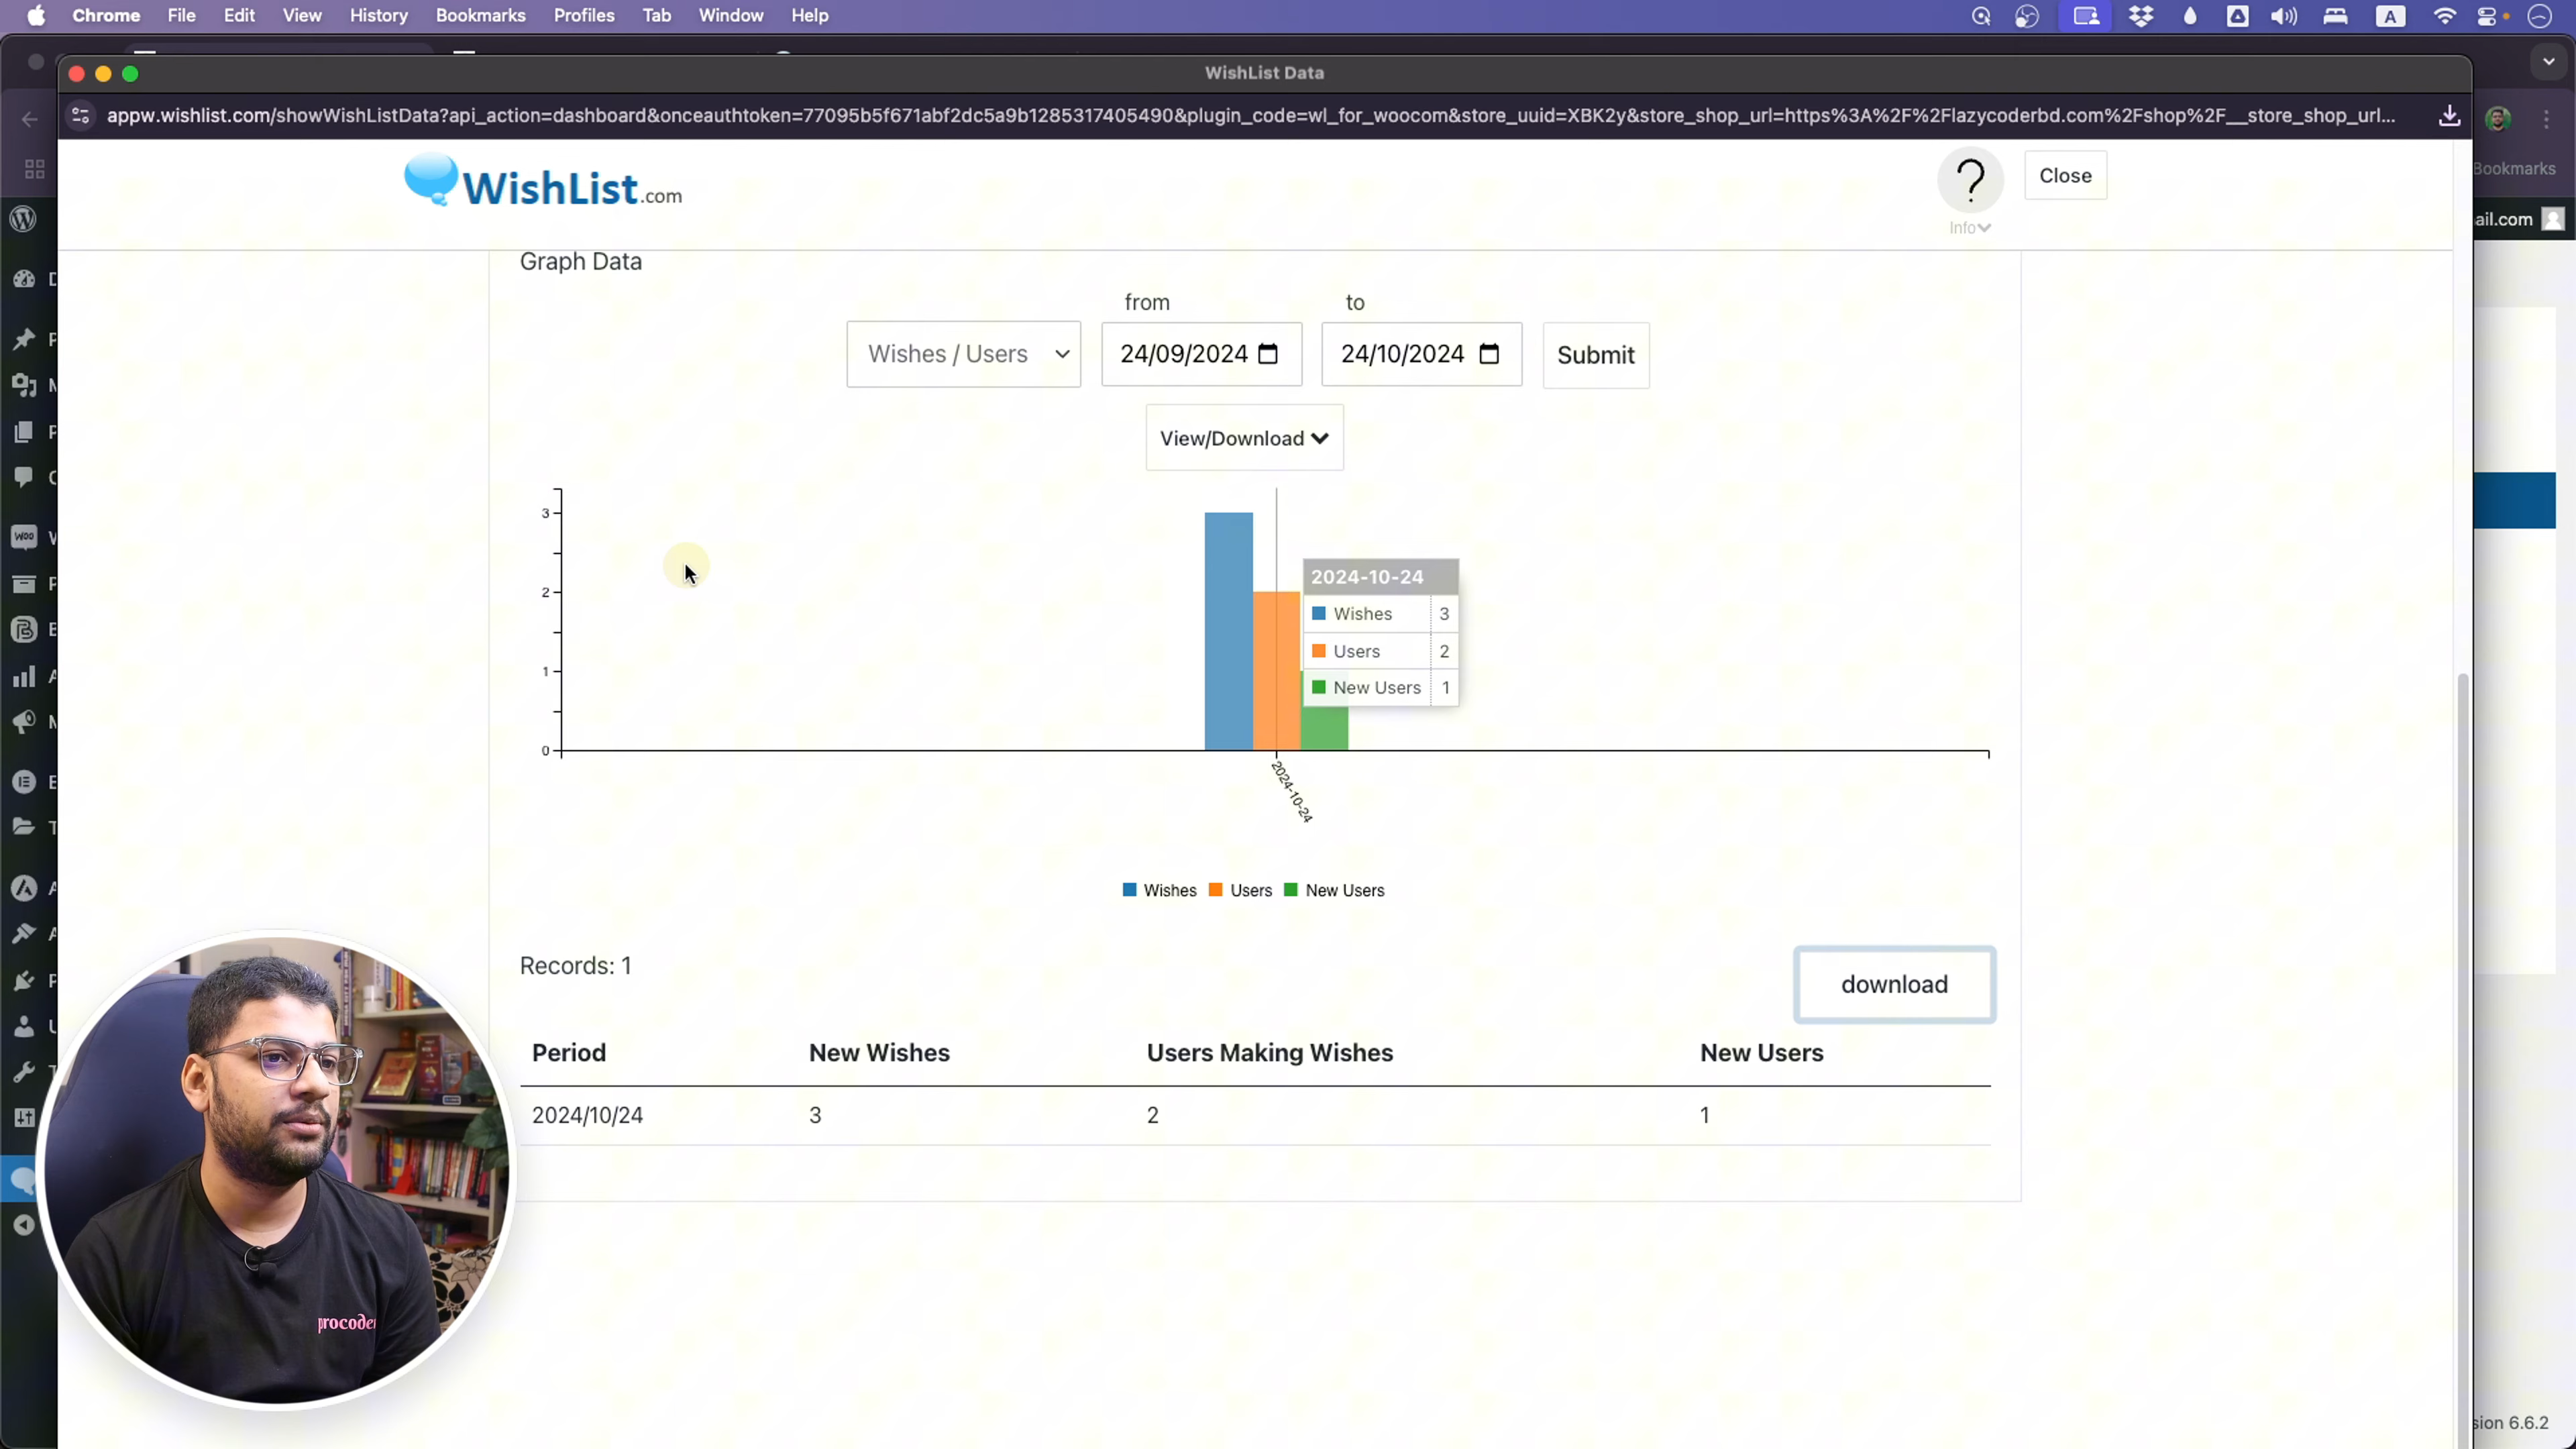 Chrome File Edit View History Bookmarks Profiles Tab Window Help
A
WishList Data
appw.wishlist.com/showWishListData?api_action=dashboard&onceauthtoken=77095b5f671abf2dc5a9b1285317405490&plugin_code=wl_for_woocom&store_uuid=XBK2y&store_shop_url=https%3A%2F%2Flazycoderbd.com%2Fshop%2F__store_shop_url...
Bookmarks
ail.com
WishList.com
?
Info
Close
Graph Data
from
to
Wishes / Users
24/09/2024
24/10/2024
Submit
View/Download
3
2
1
0
2024-10-24
Wishes 3
Users 2
New Users 1
2024-10-24
Wishes Users New Users
Records: 1
download
Period New Wishes Users Making Wishes New Users
2024/10/24 3 2 1
procoder
sion 6.6.2